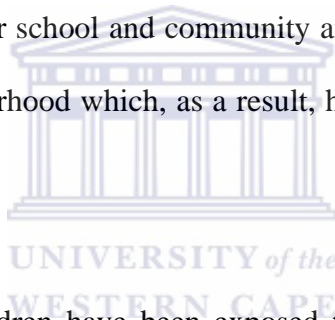 r school and community a
rhood which, as a result, h
UNIVERSITY of the
WESTERN CAPE
dren have been exposed